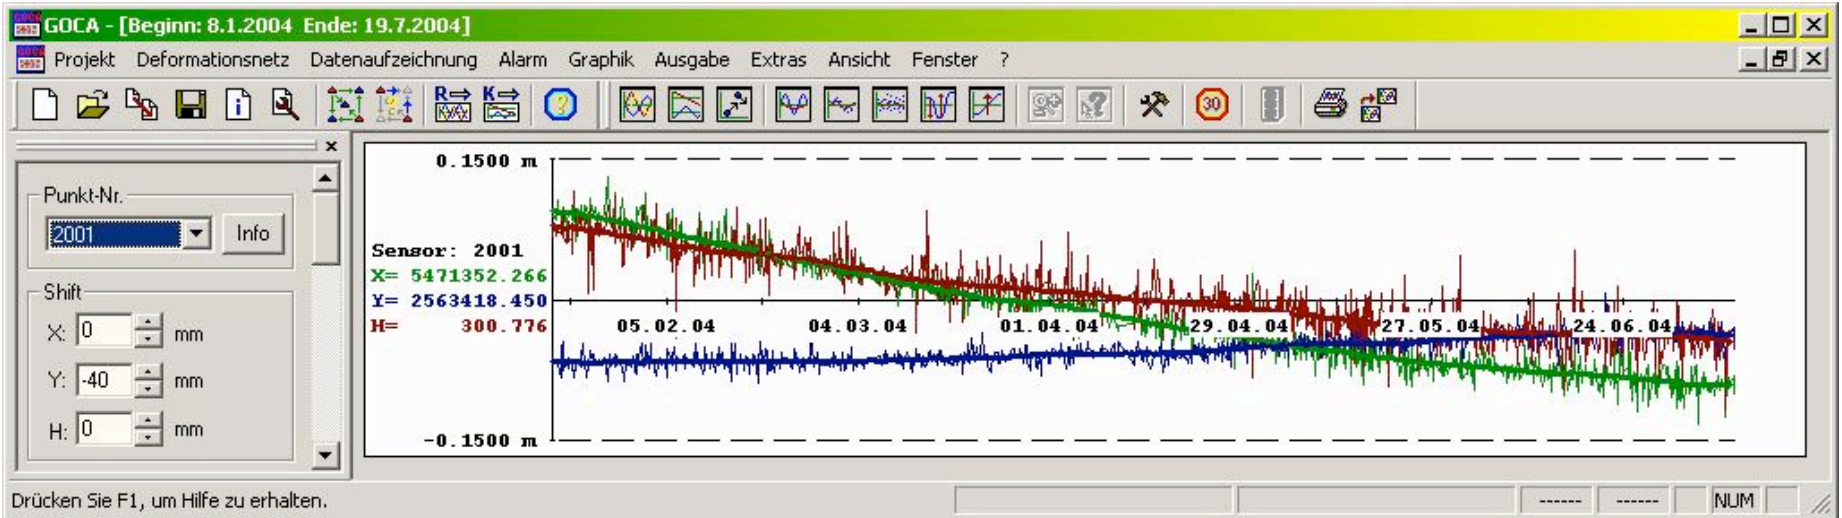 GOCA - [Beginn: 8.1.2004 Ende: 19.7.2004]
Projekt Deformationsnetz Datenaufzeichnung Alarm Graphik Ausgabe Extras Ansicht Fenster ?
R K 30
Punkt-Nr.
2001 Info
Shift
X: 0 mm
Y: -40 mm
H: 0 mm
0.1500 m
Sensor: 2001
X= 5471352.266
Y= 2563418.450
H= 300.776
05.02.04 04.03.04 01.04.04 29.04.04 27.05.04 24.06.04
-0.1500 m
Drücken Sie F1, um Hilfe zu erhalten.
------ ------ NUM